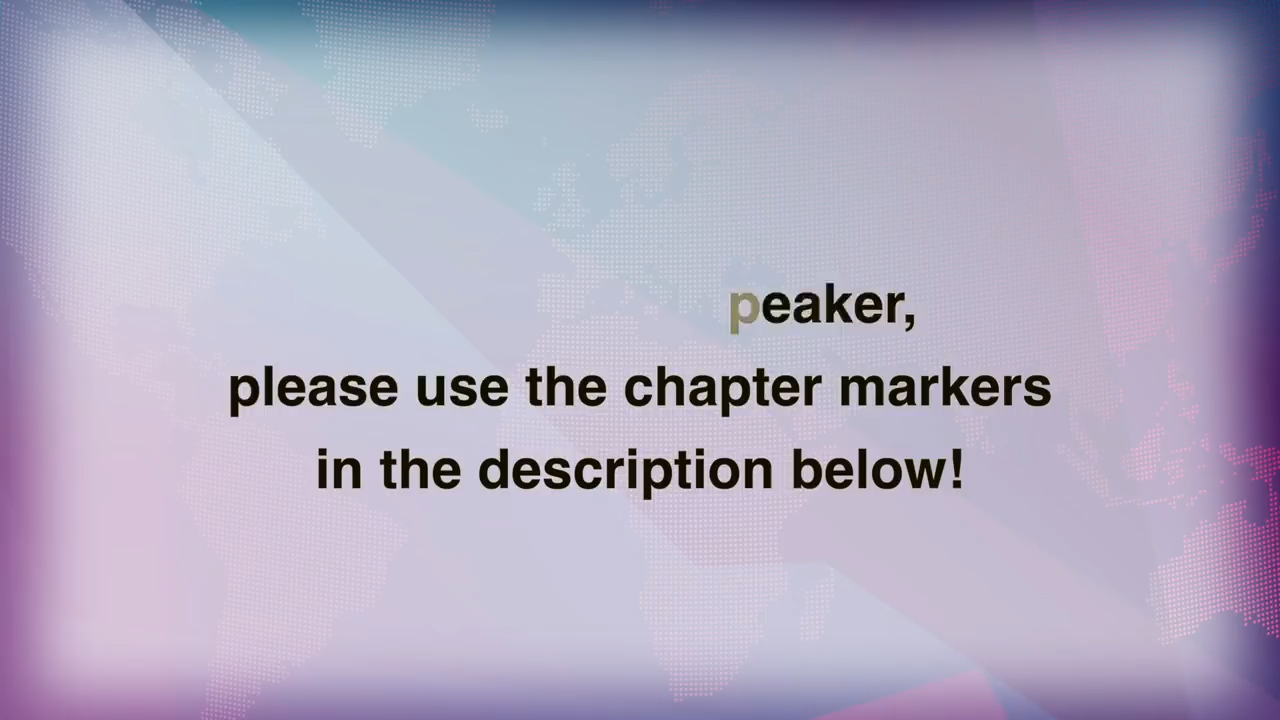 peaker,
please use the chapter markers
in the description below!